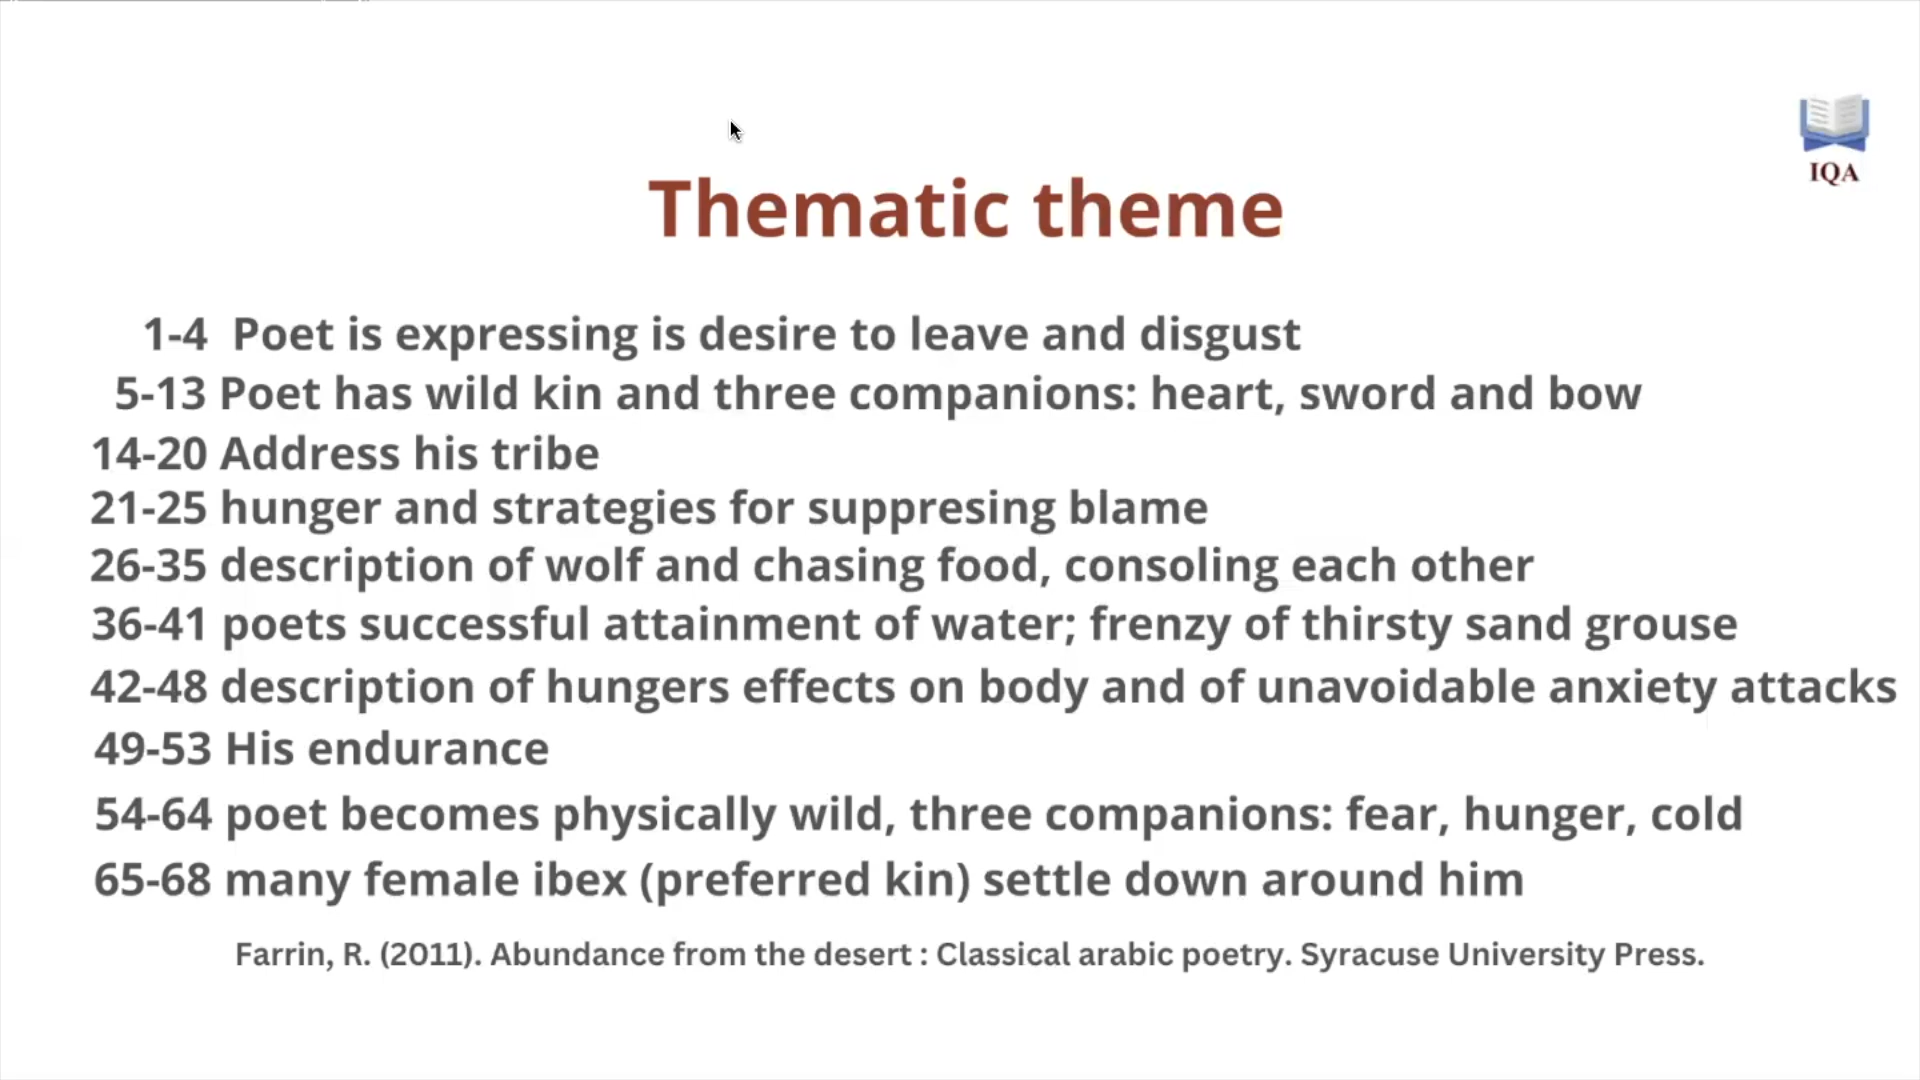 IQA
Thematic theme
1-4 Poet is expressing is desire to leave and disgust
5-13 Poet has wild kin and three companions: heart, sword and bow
14-20 Address his tribe
21-25 hunger and strategies for suppresing blame
26-35 description of wolf and chasing food, consoling each other
36-41 poets successful attainment of water; frenzy of thirsty sand grouse
42-48 description of hungers effects on body and of unavoidable anxiety attacks
49-53 His endurance
54-64 poet becomes physically wild, three companions: fear, hunger, cold
65-68 many female ibex (preferred kin) settle down around him
Farrin, R. (2011). Abundance from the desert : Classical arabic poetry. Syracuse University Press.